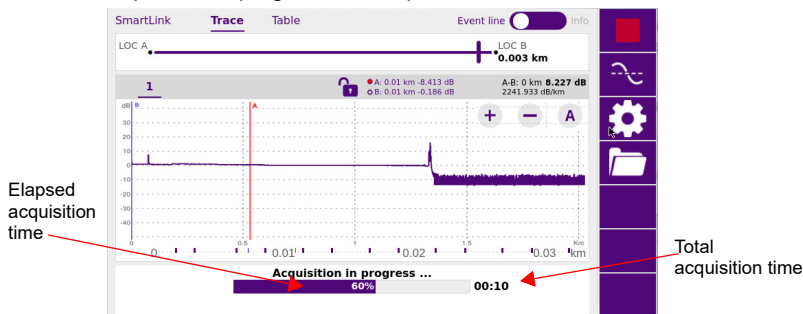 SmartLink Trace Table Event line Info
LOC A LOC B
0.003 km
1 A: 0.01 km -8.413 dB A-B: 0 km 8.227 dB
B: 0.01 km -0.186 dB 2241.933 dB/km
dB B A + − A
30
20
10
0
-10
-20
-30
-40
0 0.5 1 1.5 Km
0 0.01 0.02 0.03 km
Elapsed
acquisition
time
Total
acquisition time
Acquisition in progress ...
60% 00:10